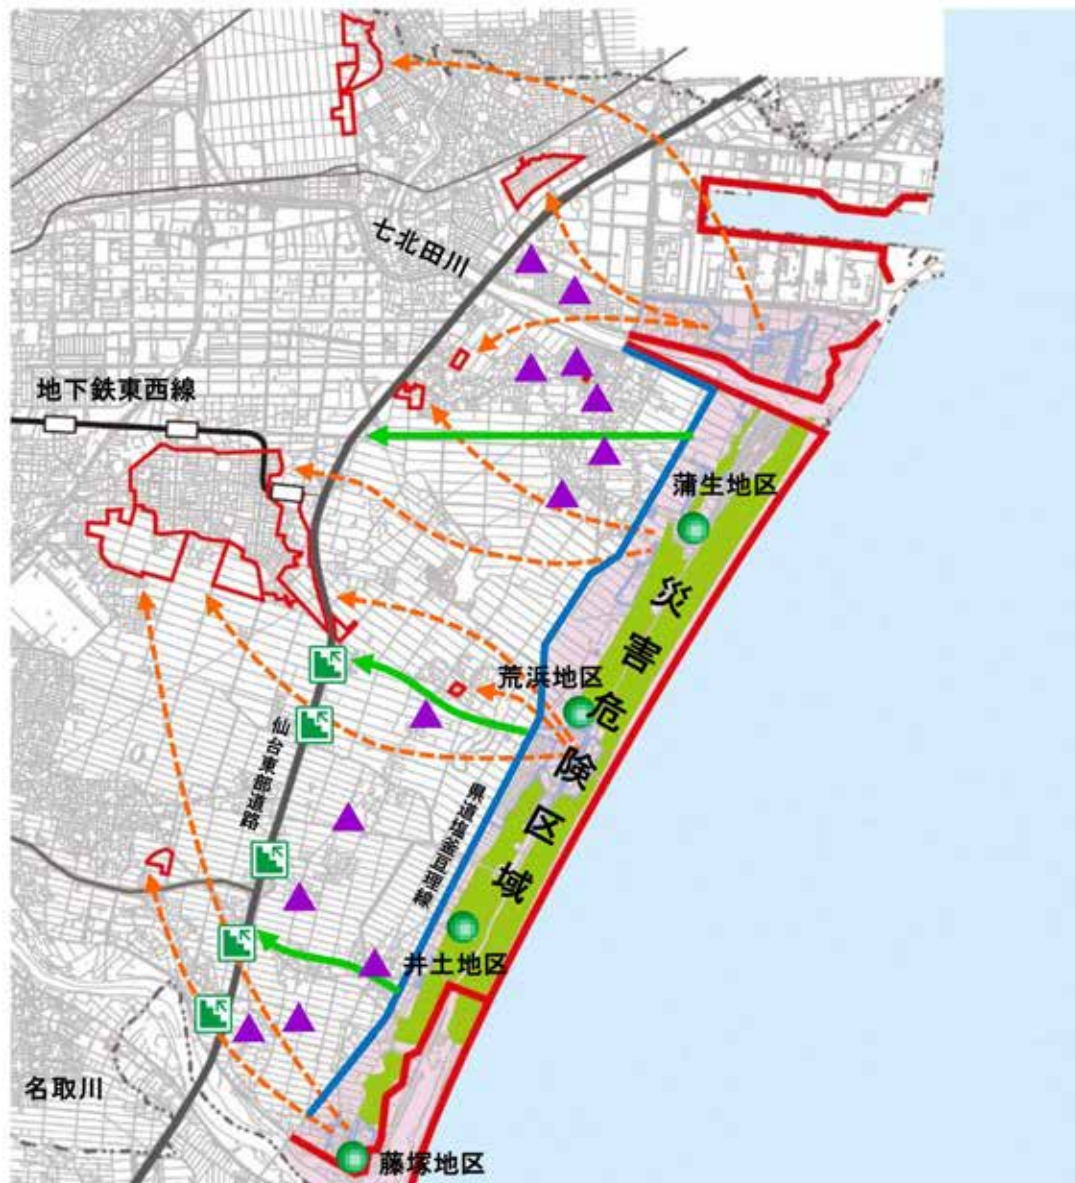 七北田川
地下鉄東西線
蒲生地区
災害危険区域
荒浜地区
仙台東部道路
県道塩釜亘理線
井土地区
名取川
藤塚地区